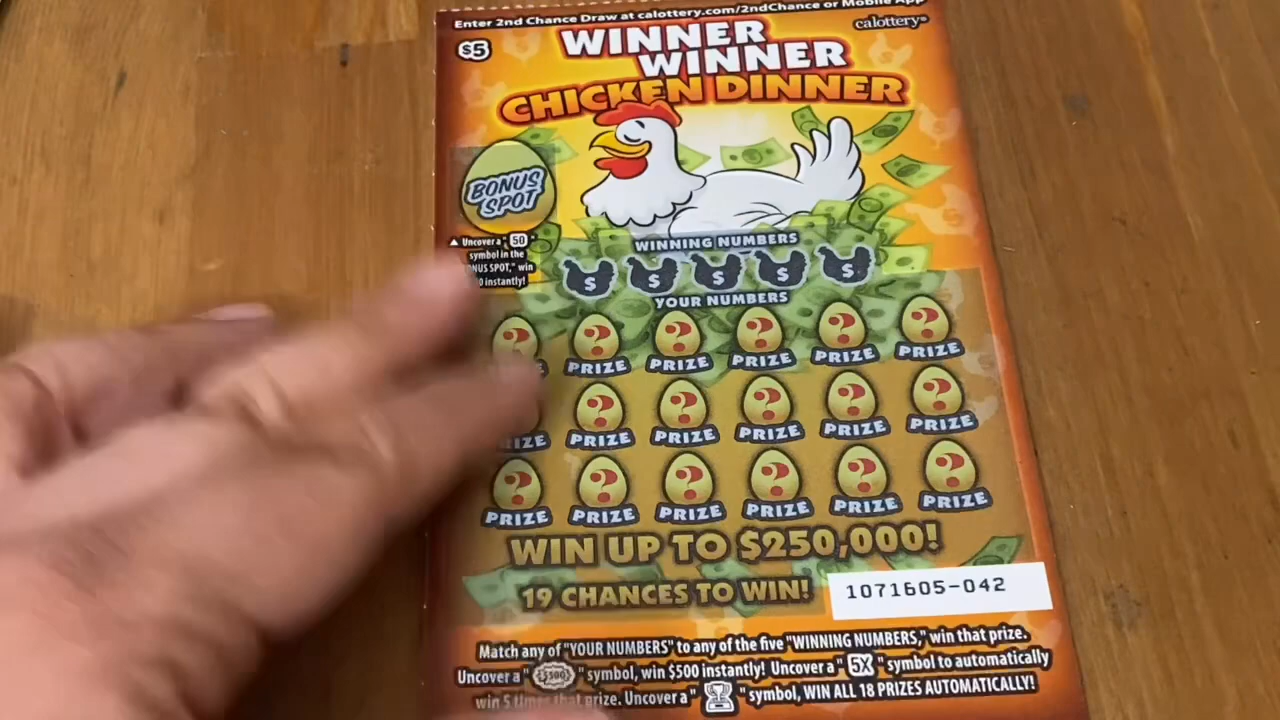 Enter 2nd Chance Draw at calottery.com/2ndChance or Mobile App
$5
calottery
WINNER
WINNER
CHICKEN DINNER
BONUS
SPOT
Uncover a "50"
symbol in the
SPOT," win
instantly!
WINNING NUMBERS
$ $ $ $ $
YOUR NUMBERS
? ? ? ? ? ?
PRIZE PRIZE PRIZE PRIZE PRIZE
? ? ? ? ?
PRIZE PRIZE PRIZE PRIZE PRIZE
? ? ? ? ? ?
PRIZE PRIZE PRIZE PRIZE PRIZE PRIZE
WIN UP TO $250,000!
19 CHANCES TO WIN!
1071605-042
Match any of "YOUR NUMBERS" to any of the five "WINNING NUMBERS," win that prize.
Uncover a "$500" symbol, win $500 instantly! Uncover a "5X" symbol to automatically
win 5 times that prize. Uncover a " " symbol, WIN ALL 18 PRIZES AUTOMATICALLY!